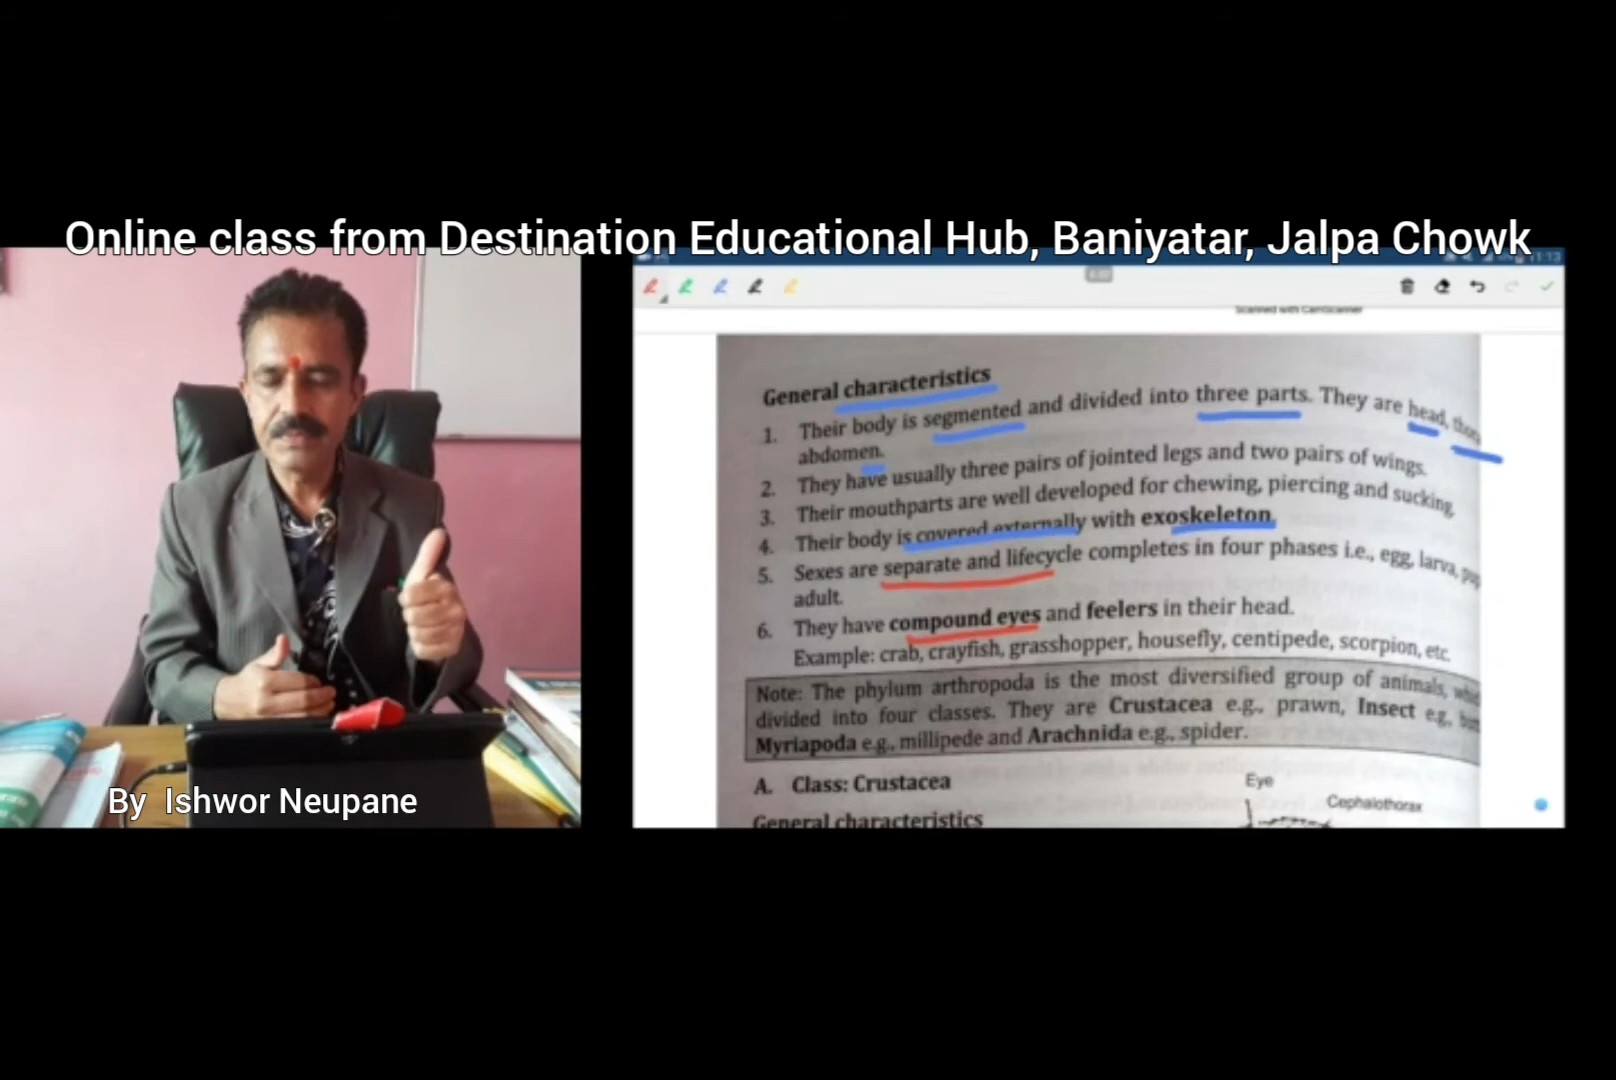 Online class from Destination Educational Hub, Baniyatar, Jalpa Chowk
Scanned with CamScanner
General characteristics
1. Their body is segmented and divided into three parts. They are head,
abdomen.
2. They have usually three pairs of jointed legs and two pairs of wings.
3. Their mouthparts are well developed for chewing, piercing and sucking.
4. Their body is covered externally with exoskeleton.
5. Sexes are separate and lifecycle completes in four phases i.e., egg, larva,
adult.
6. They have compound eyes and feelers in their head.
Example: crab, crayfish, grasshopper, housefly, centipede, scorpion, etc.
Note: The phylum arthropoda is the most diversified group of animals,
divided into four classes. They are Crustacea e.g., prawn, Insect e.g.,
Myriapoda e.g., millipede and Arachnida e.g., spider.
A. Class: Crustacea
Eye
Cephalothorax
General characteristics
By Ishwor Neupane